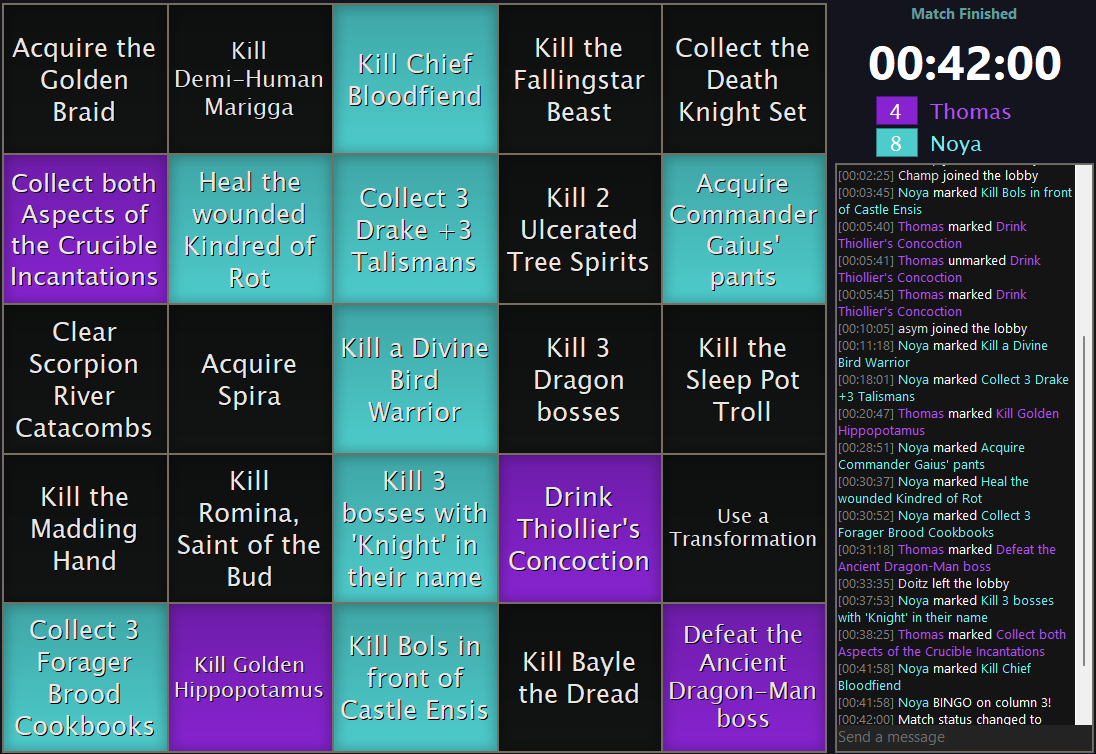 Acquire the
Golden
Braid
Kill
Demi-Human
Marigga
Kill Chief
Bloodfiend
Kill the
Fallingstar
Beast
Collect the
Death
Knight Set
Collect both
Aspects of
the Crucible
Incantations
Heal the
wounded
Kindred of
Rot
Collect 3
Drake +3
Talismans
Kill 2
Ulcerated
Tree Spirits
Acquire
Commander
Gaius'
pants
Clear
Scorpion
River
Catacombs
Acquire
Spira
Kill a Divine
Bird
Warrior
Kill 3
Dragon
bosses
Kill the
Sleep Pot
Troll
Kill the
Madding
Hand
Kill
Romina,
Saint of the
Bud
Kill 3
bosses with
'Knight' in
their name
Drink
Thiollier's
Concoction
Use a
Transformation
Collect 3
Forager
Brood
Cookbooks
Kill Golden
Hippopotamus
Kill Bols in
front of
Castle Ensis
Kill Bayle
the Dread
Defeat the
Ancient
Dragon-Man
boss
Match Finished
00:42:00
4 Thomas
8 Noya
[00:02:25] Champ joined the lobby
[00:03:45] Noya marked Kill Bols in front
of Castle Ensis
[00:05:40] Thomas marked Drink
Thiollier's Concoction
[00:05:41] Thomas unmarked Drink
Thiollier's Concoction
[00:05:45] Thomas marked Drink
Thiollier's Concoction
[00:10:05] asym joined the lobby
[00:11:18] Noya marked Kill a Divine
Bird Warrior
[00:18:01] Noya marked Collect 3 Drake
+3 Talismans
[00:20:47] Thomas marked Kill Golden
Hippopotamus
[00:28:51] Noya marked Acquire
Commander Gaius' pants
[00:30:37] Noya marked Heal the
wounded Kindred of Rot
[00:30:52] Noya marked Collect 3
Forager Brood Cookbooks
[00:31:18] Thomas marked Defeat the
Ancient Dragon-Man boss
[00:33:35] Doitz left the lobby
[00:37:53] Noya marked Kill 3 bosses
with 'Knight' in their name
[00:38:25] Thomas marked Collect both
Aspects of the Crucible Incantations
[00:41:58] Noya marked Kill Chief
Bloodfiend
[00:41:58] Noya BINGO on column 3!
[00:42:00] Match status changed to
Send a message